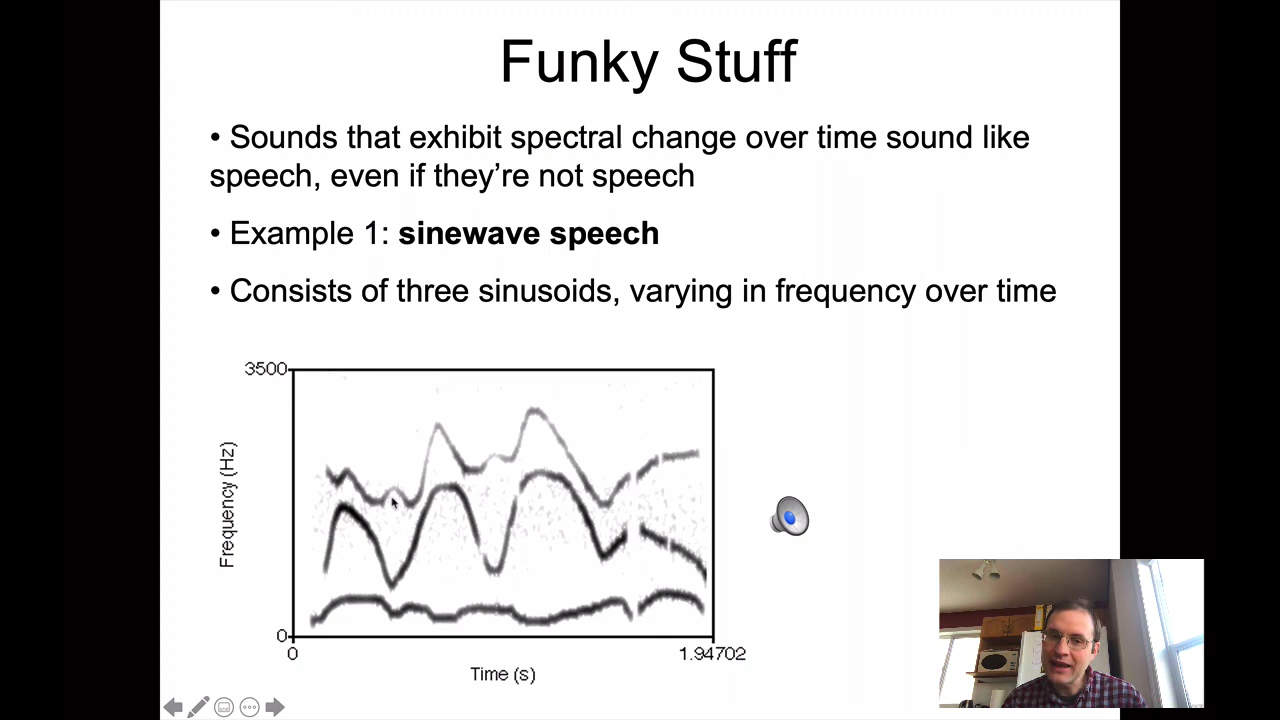 Funky Stuff
• Sounds that exhibit spectral change over time sound like
speech, even if they’re not speech
• Example 1: sinewave speech
• Consists of three sinusoids, varying in frequency over time
3500
Frequency (Hz)
0
0
1.94702
Time (s)